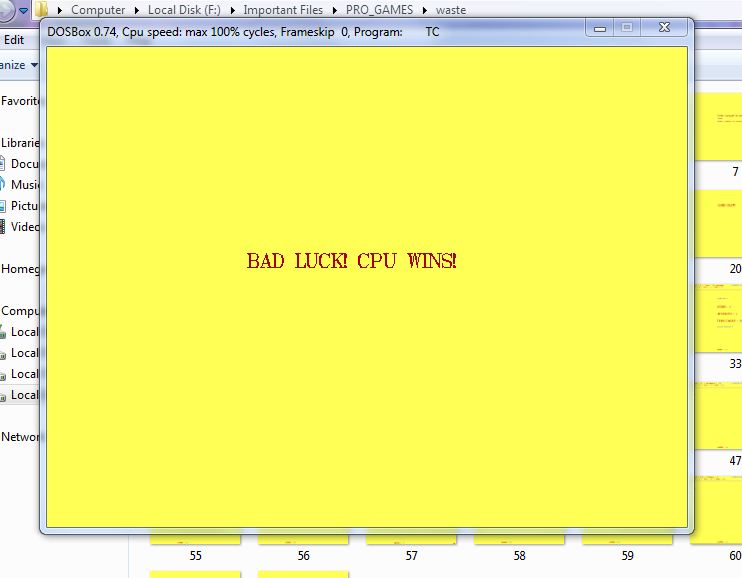 Computer Local Disk (F:) Important Files PRO_GAMES waste
DOSBox 0.74, Cpu speed: max 100% cycles, Frameskip 0, Program: TC
Edit
anize
Favorite
Librarie
Docu
Music
Pictu
Video
Homeg
Compu
Local
Local
Local
Local
Networ
BAD LUCK! CPU WINS!
7
20
33
47
55 56 57 58 59 60